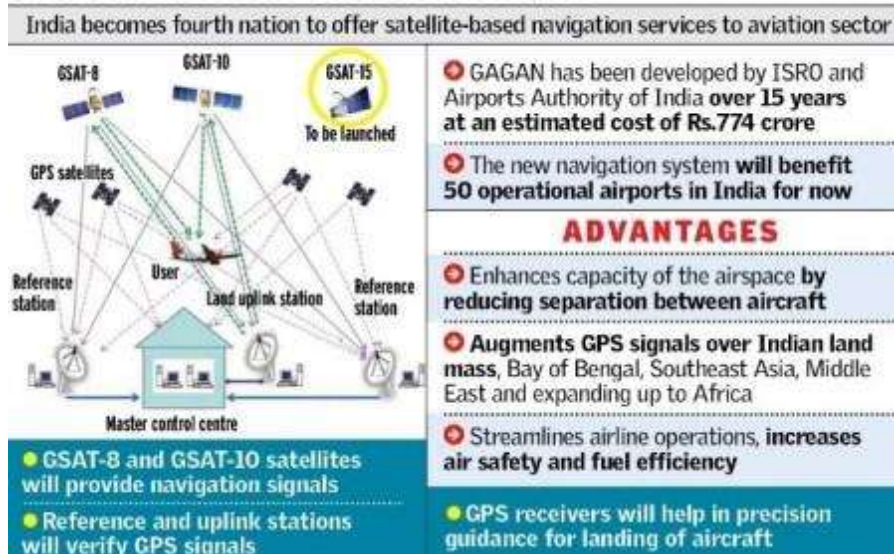 India becomes fourth nation to offer satellite-based navigation services to aviation sector
GSAT-8
GSAT-10
GSAT-15
To be launched
GPS satellites
User
Reference
station
Land uplink station
Reference
station
Master control centre
GSAT-8 and GSAT-10 satellites
will provide navigation signals
Reference and uplink stations
will verify GPS signals
GAGAN has been developed by ISRO and
Airports Authority of India over 15 years
at an estimated cost of Rs.774 crore
The new navigation system will benefit
50 operational airports in India for now
ADVANTAGES
Enhances capacity of the airspace by
reducing separation between aircraft
Augments GPS signals over Indian land
mass, Bay of Bengal, Southeast Asia, Middle
East and expanding up to Africa
Streamlines airline operations, increases
air safety and fuel efficiency
GPS receivers will help in precision
guidance for landing of aircraft